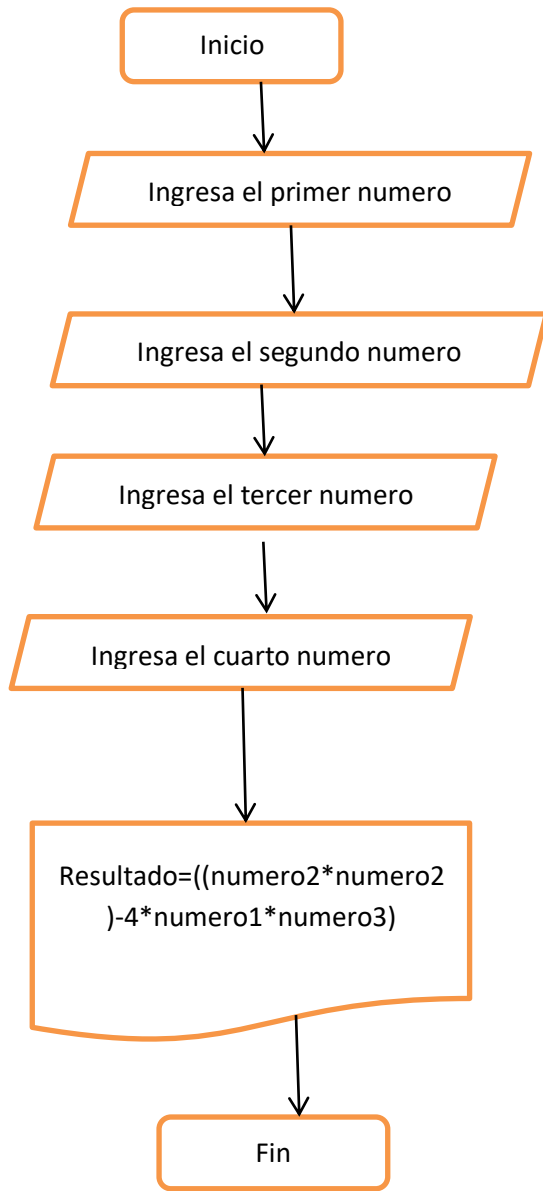 Inicio
Ingresa el primer numero
Ingresa el segundo numero
Ingresa el tercer numero
Ingresa el cuarto numero
Resultado=((numero2*numero2
)-4*numero1*numero3)
Fin